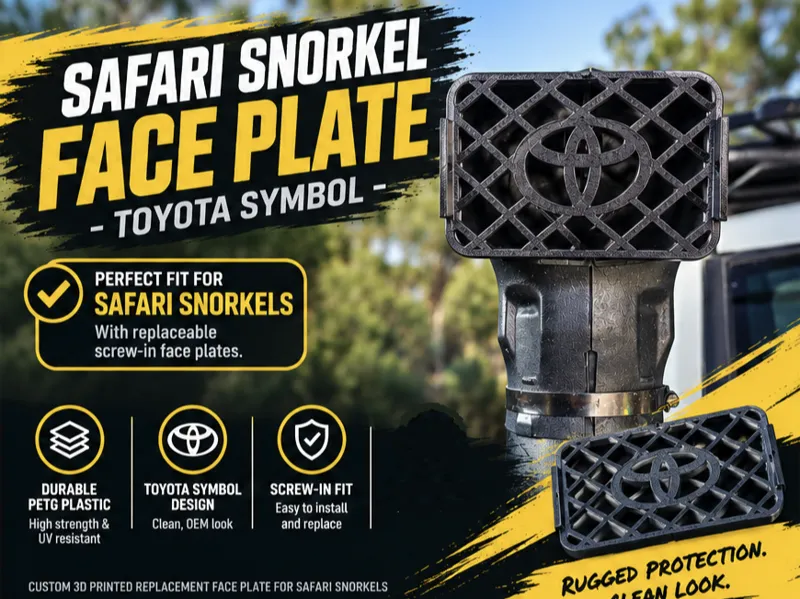 SAFARI SNORKEL
FACE PLATE
- TOYOTA SYMBOL -
PERFECT FIT FOR
SAFARI SNORKELS
With replaceable
screw-in face plates.
DURABLE
PETG PLASTIC
High strength &
UV resistant
TOYOTA SYMBOL
DESIGN
Clean, OEM look
SCREW-IN FIT
Easy to install
and replace
CUSTOM 3D PRINTED REPLACEMENT FACE PLATE FOR SAFARI SNORKELS
RUGGED PROTECTION.
CLEAN LOOK.